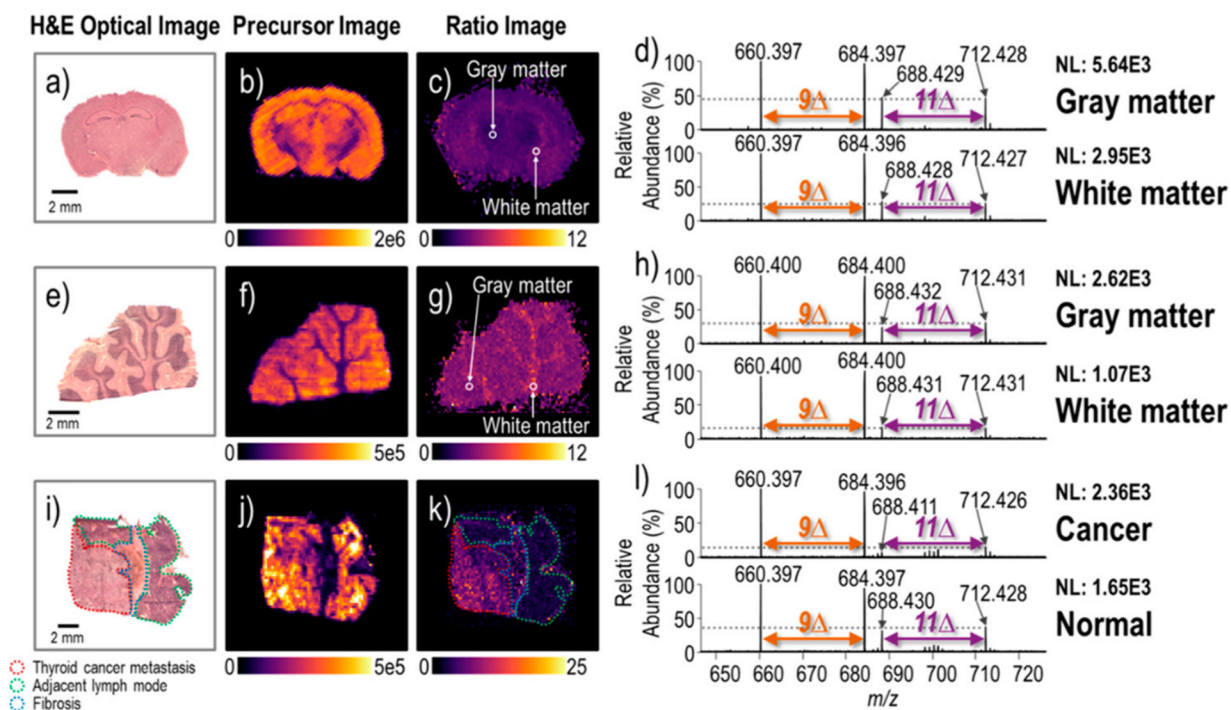 H&E Optical Image Precursor Image Ratio Image
a) b) c) Gray matter White matter
2 mm
0 2e6 0 12
d) Relative Abundance (%)
100 50 0
660.397 684.397 688.429 712.428
9Δ 11Δ
NL: 5.64E3
Gray matter
100 50 0
660.397 684.396 688.428 712.427
9Δ 11Δ
NL: 2.95E3
White matter
e) f) g) Gray matter White matter
2 mm
0 5e5 0 12
h) Relative Abundance (%)
100 50 0
660.400 684.400 688.432 712.431
9Δ 11Δ
NL: 2.62E3
Gray matter
100 50 0
660.400 684.400 688.431 712.431
9Δ 11Δ
NL: 1.07E3
White matter
i) j) k)
2 mm
0 5e5 0 25
Thyroid cancer metastasis
Adjacent lymph mode
Fibrosis
l) Relative Abundance (%)
100 50 0
660.397 684.396 688.411 712.426
9Δ 11Δ
NL: 2.36E3
Cancer
100 50 0
660.397 684.397 688.430 712.428
9Δ 11Δ
NL: 1.65E3
Normal
650 660 670 680 690 700 710 720
m/z